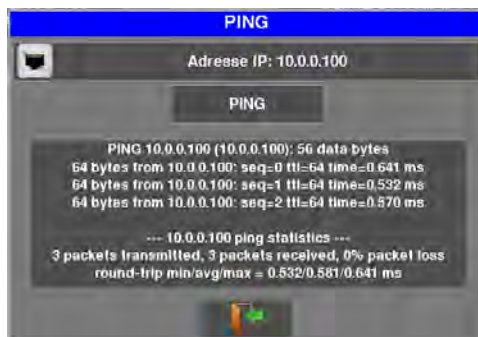 PING
Adresse IP: 10.0.0.100
PING
PING 10.0.0.100 (10.0.0.100): 56 data bytes
64 bytes from 10.0.0.100: seq=0 ttl=64 time=0.641 ms
64 bytes from 10.0.0.100: seq=1 ttl=64 time=0.532 ms
64 bytes from 10.0.0.100: seq=2 ttl=64 time=0.570 ms
--- 10.0.0.100 ping statistics ---
3 packets transmitted, 3 packets received, 0% packet loss
round-trip min/avg/max = 0.532/0.581/0.641 ms